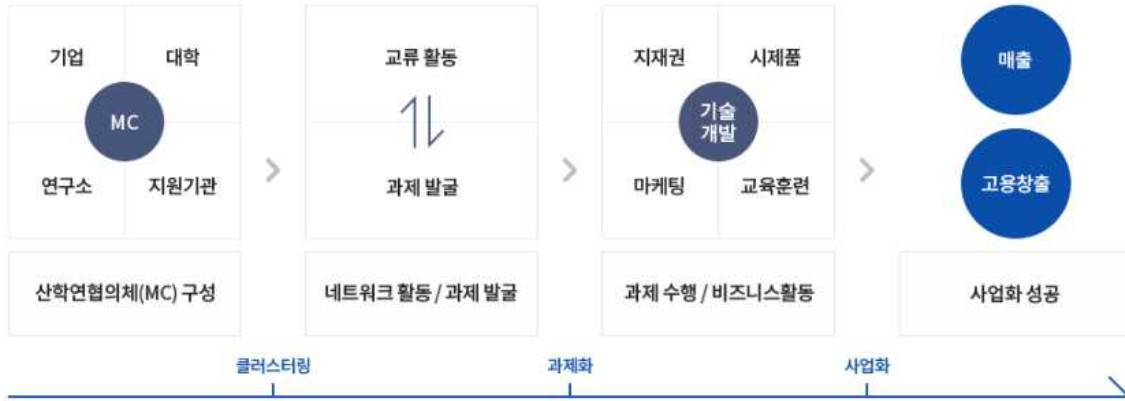 기업 대학
MC
연구소 지원기관
산학연협의체(MC) 구성
교류 활동
과제 발굴
네트워크 활동 / 과제 발굴
지재권 시제품
기술
개발
마케팅 교육훈련
과제 수행 / 비즈니스활동
매출
고용창출
사업화 성공
클러스터링 과제화 사업화